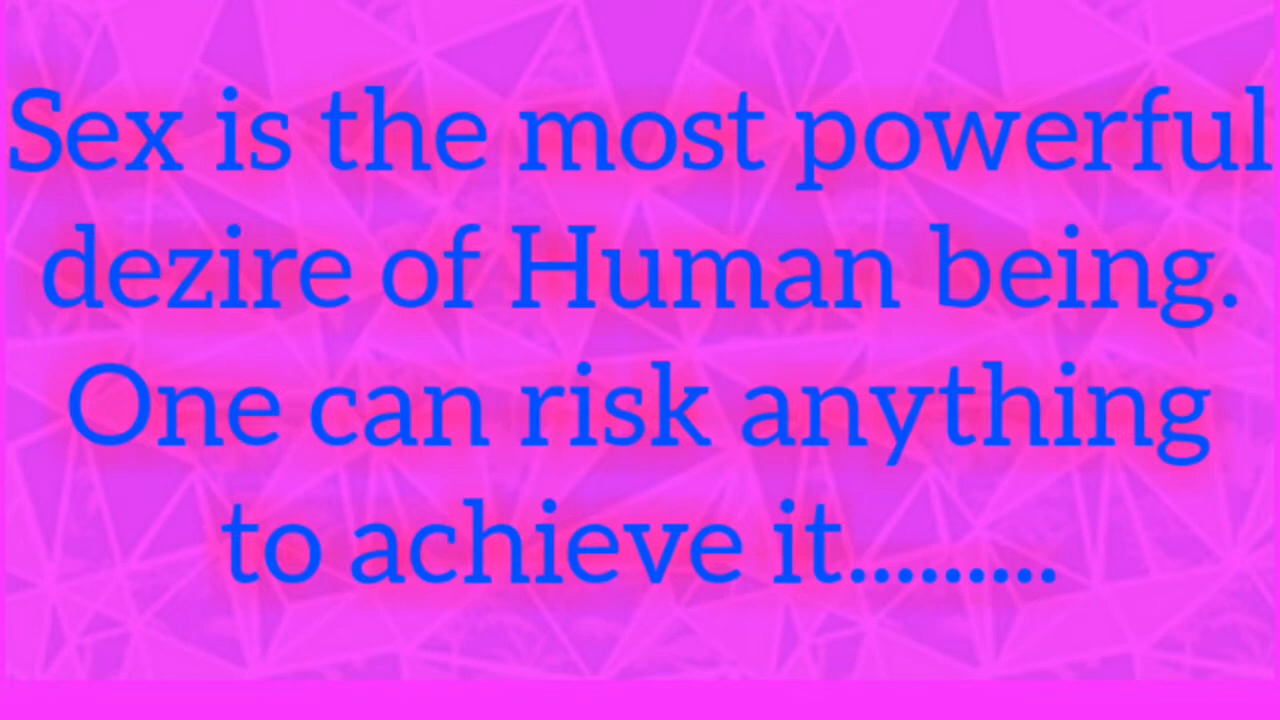 Sex is the most powerful
dezire of Human being.
One can risk anything
to achieve it.........